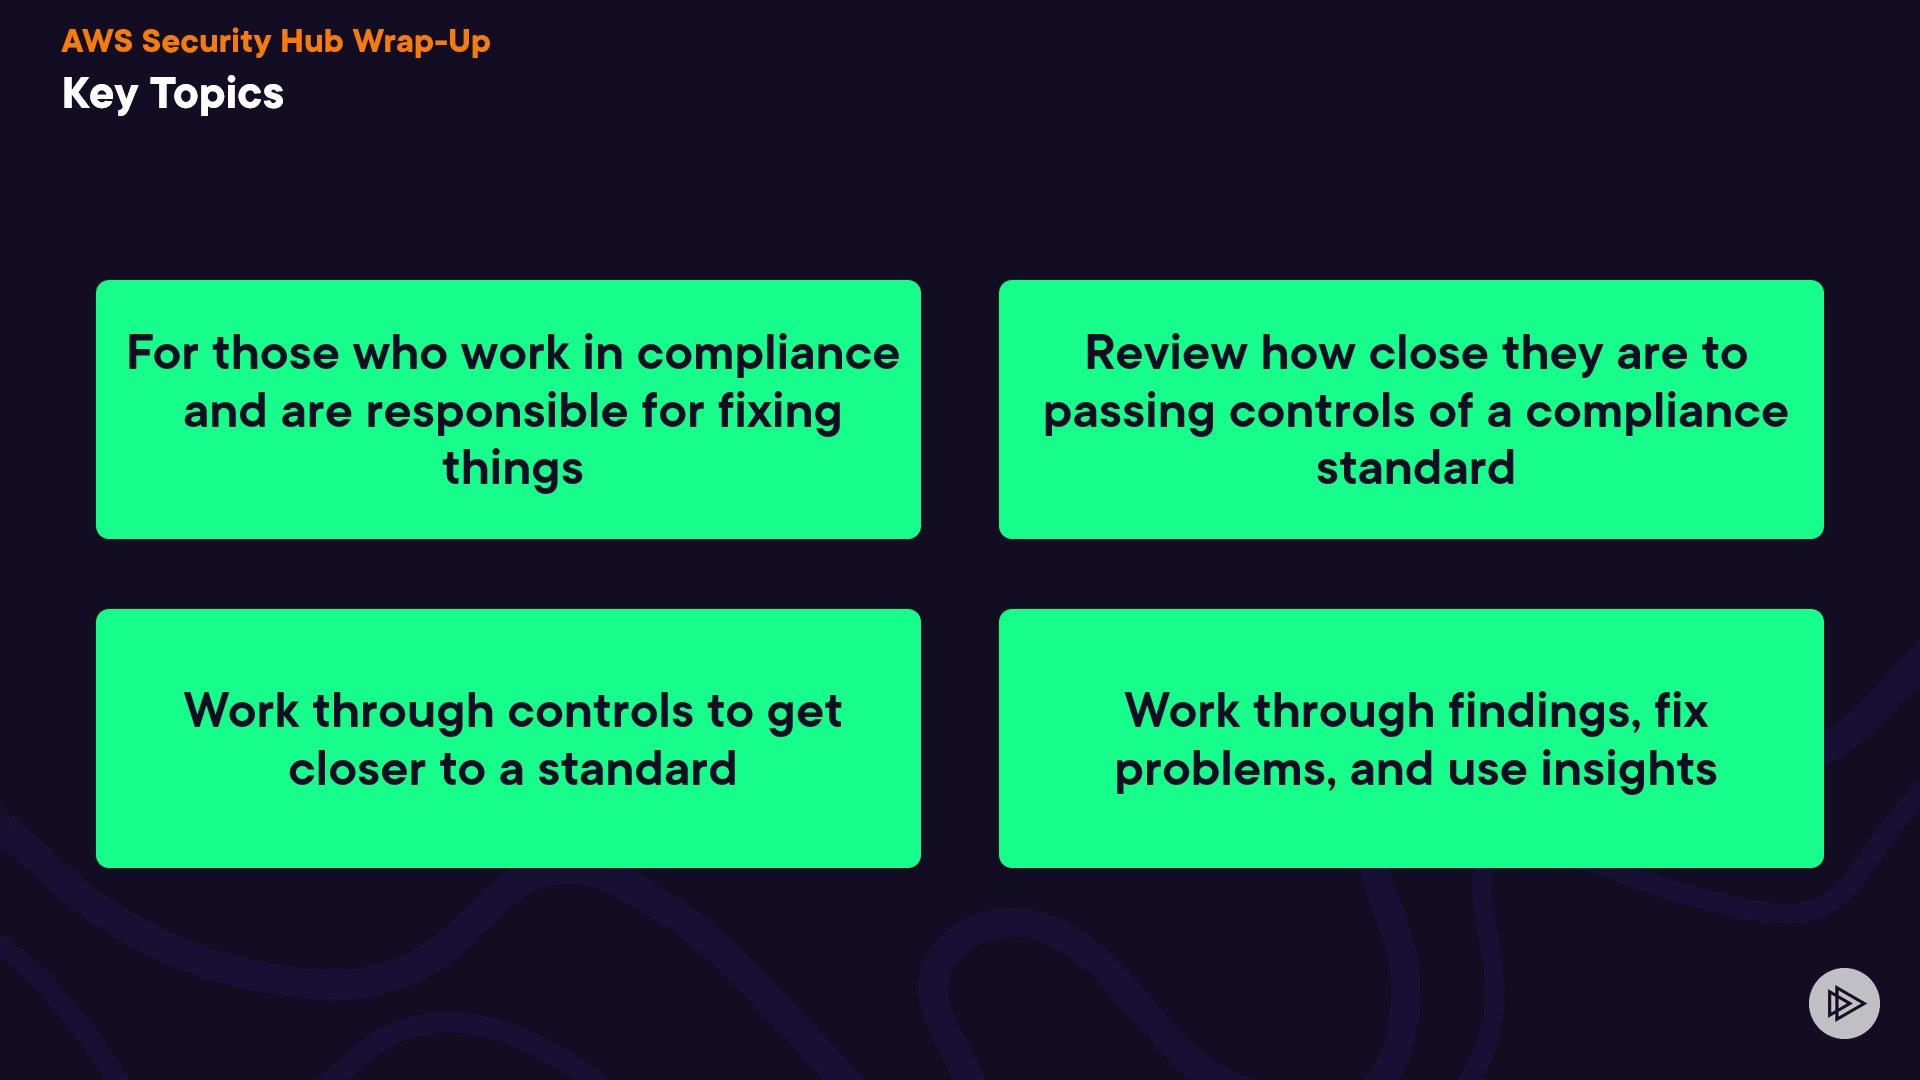 AWS Security Hub Wrap-Up
Key Topics
For those who work in compliance
and are responsible for fixing
things
Review how close they are to
passing controls of a compliance
standard
Work through controls to get
closer to a standard
Work through findings, fix
problems, and use insights